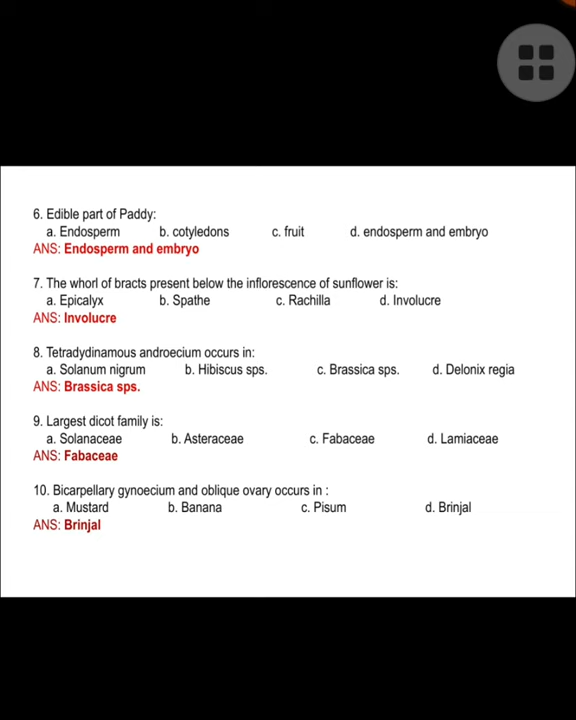 6. Edible part of Paddy:
a. Endosperm b. cotyledons c. fruit d. endosperm and embryo
ANS: Endosperm and embryo
7. The whorl of bracts present below the inflorescence of sunflower is:
a. Epicalyx b. Spathe c. Rachilla d. Involucre
ANS: Involucre
8. Tetradydinamous androecium occurs in:
a. Solanum nigrum b. Hibiscus sps. c. Brassica sps. d. Delonix regia
ANS: Brassica sps.
9. Largest dicot family is:
a. Solanaceae b. Asteraceae c. Fabaceae d. Lamiaceae
ANS: Fabaceae
10. Bicarpellary gynoecium and oblique ovary occurs in :
a. Mustard b. Banana c. Pisum d. Brinjal
ANS: Brinjal